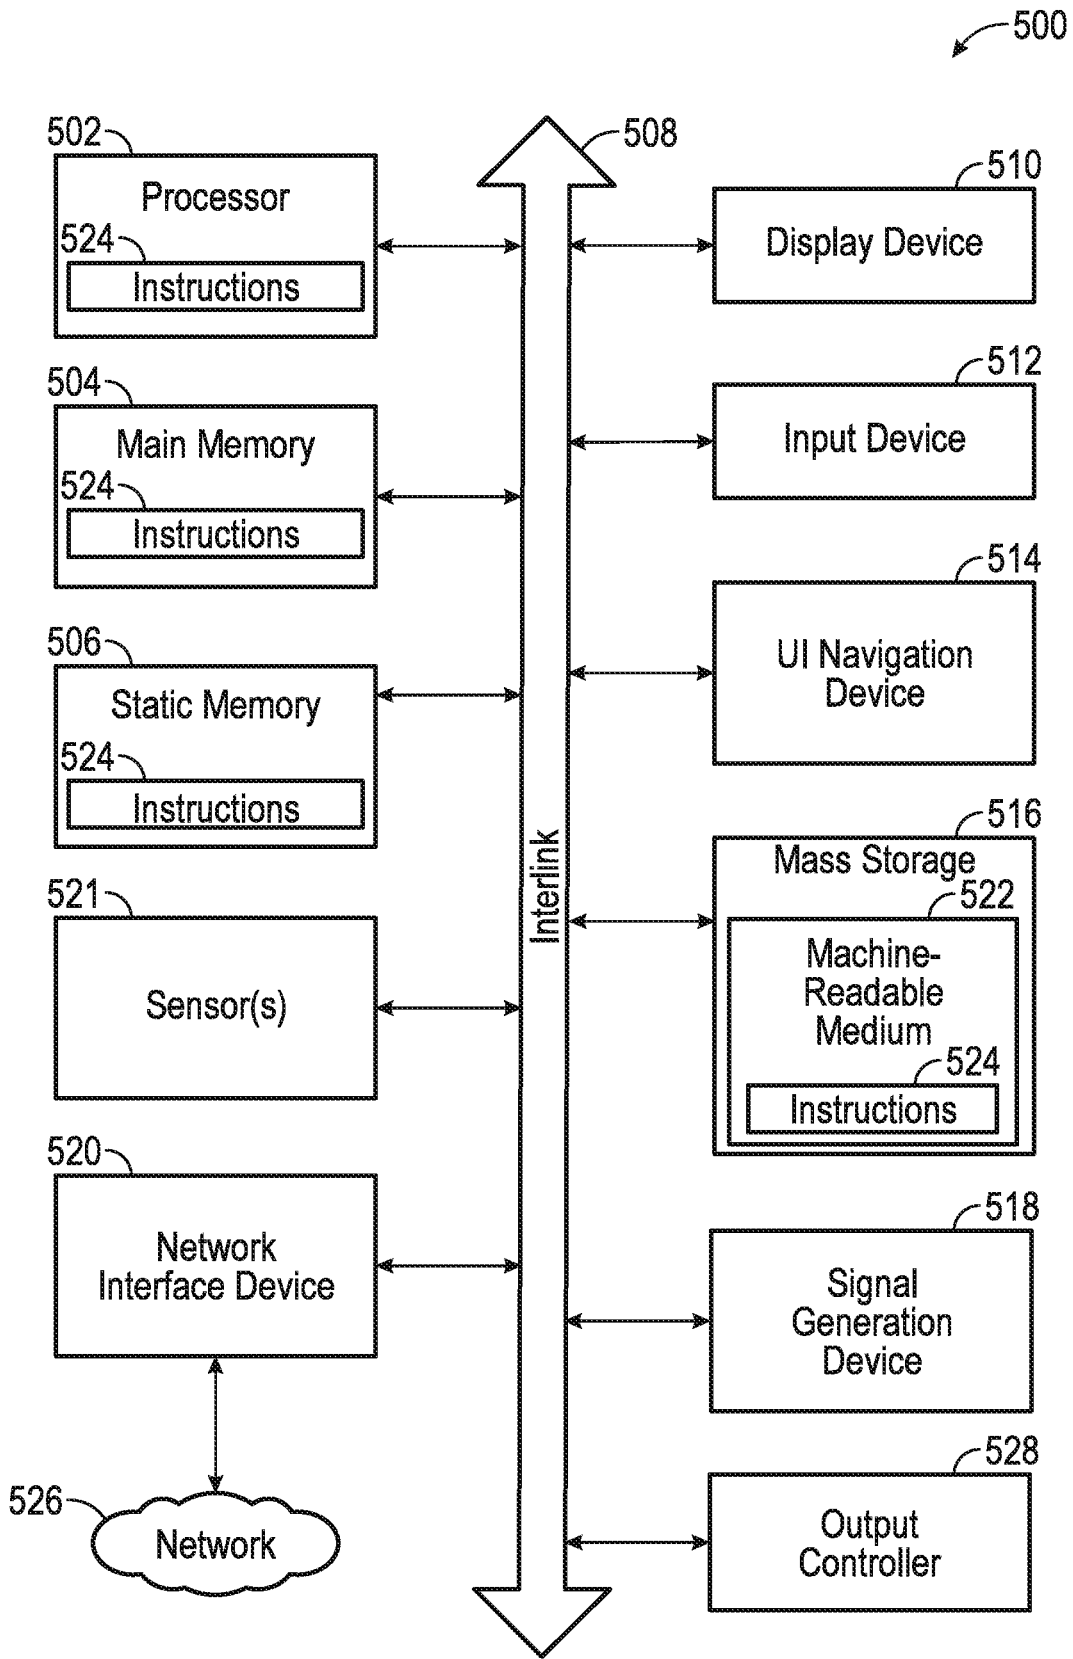 500
502
Processor
524
Instructions
504
Main Memory
524
Instructions
506
Static Memory
524
Instructions
521
Sensor(s)
520
Network
Interface Device
526
Network
508
Interlink
510
Display Device
512
Input Device
514
UI Navigation
Device
516
Mass Storage
522
Machine-
Readable
Medium
524
Instructions
518
Signal
Generation
Device
528
Output
Controller